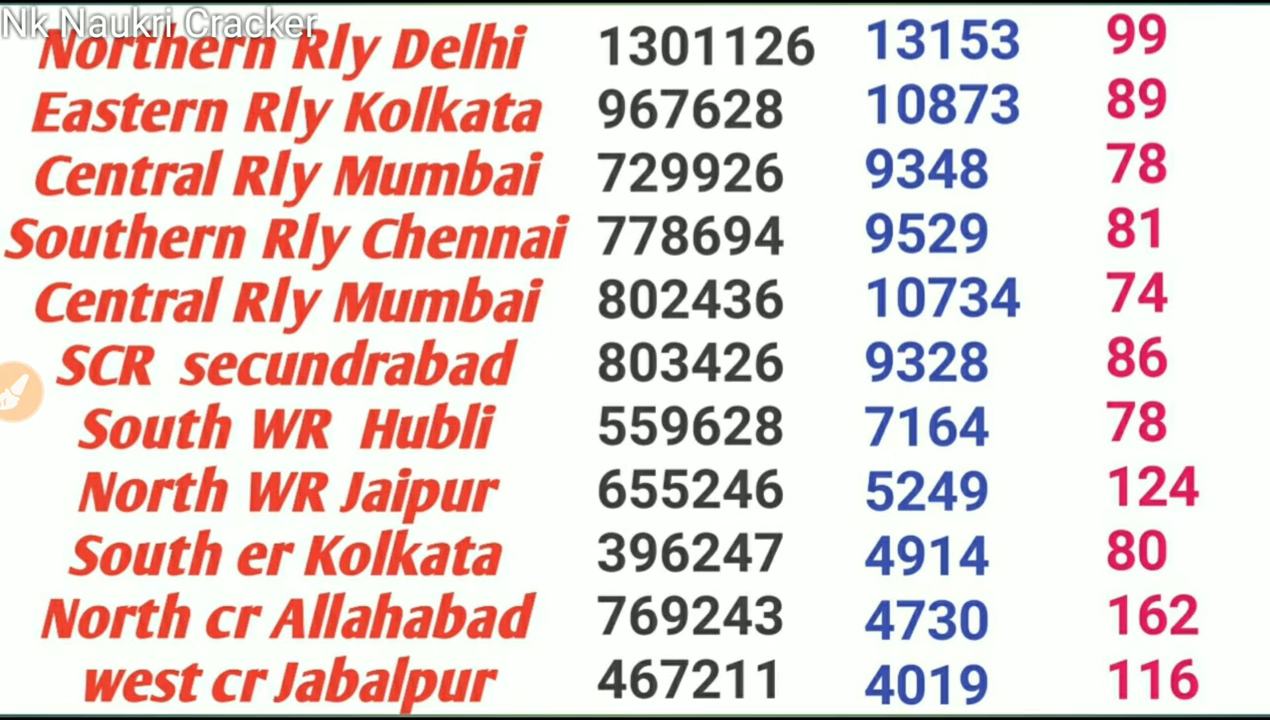 Nk Naukri Cracker
Northern Rly Delhi 1301126 13153 99
Eastern Rly Kolkata 967628 10873 89
Central Rly Mumbai 729926 9348 78
Southern Rly Chennai 778694 9529 81
Central Rly Mumbai 802436 10734 74
SCR secundrabad 803426 9328 86
South WR Hubli 559628 7164 78
North WR Jaipur 655246 5249 124
South er Kolkata 396247 4914 80
North cr Allahabad 769243 4730 162
west cr Jabalpur 467211 4019 116